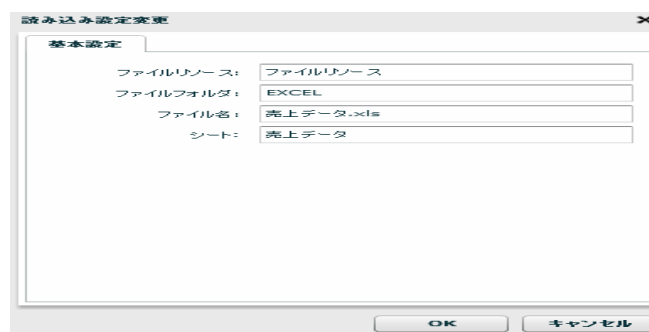 読み込み設定変更
基本設定
ファイルリソース: ファイルリソース
ファイルフォルダ: EXCEL
ファイル名: 売上データ.xls
シート: 売上データ
OK キャンセル